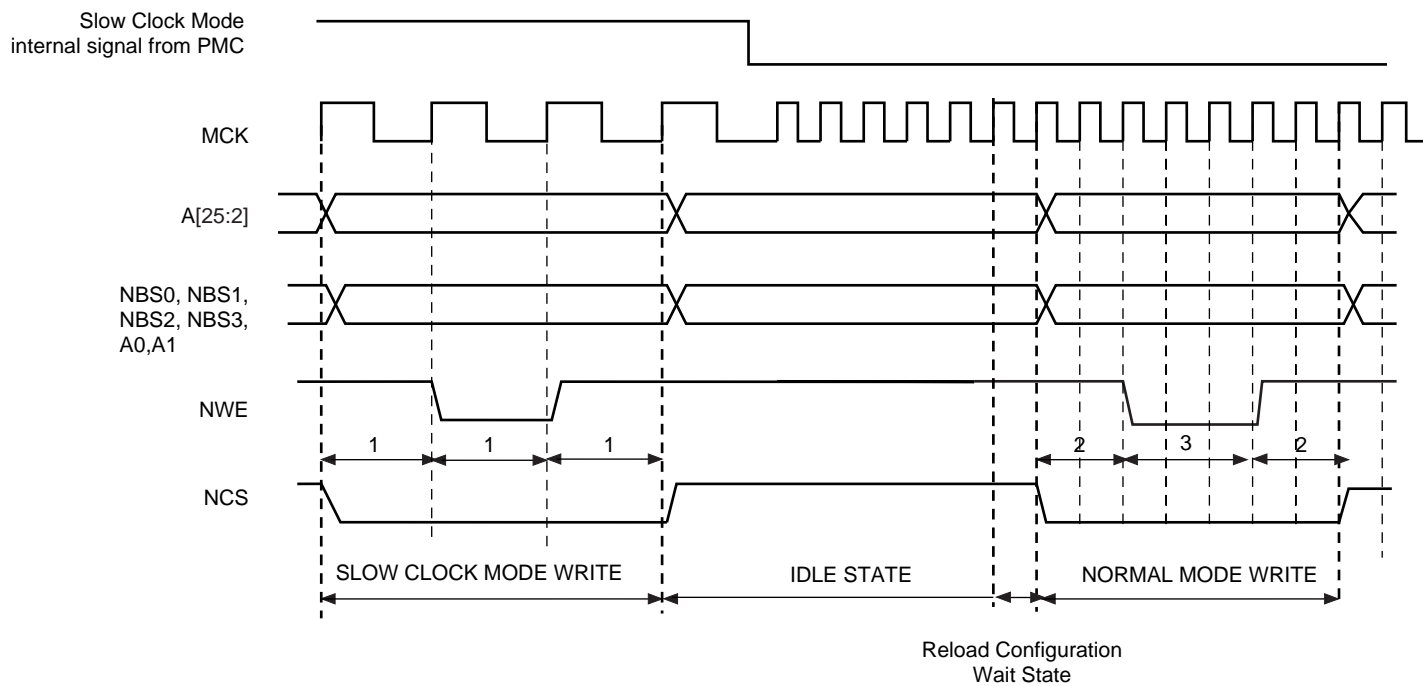 Slow Clock Mode
internal signal from PMC
MCK
A[25:2]
NBS0, NBS1,
NBS2, NBS3,
A0,A1
NWE
1 1 1 2 3 2
NCS
SLOW CLOCK MODE WRITE IDLE STATE NORMAL MODE WRITE
Reload Configuration
Wait State